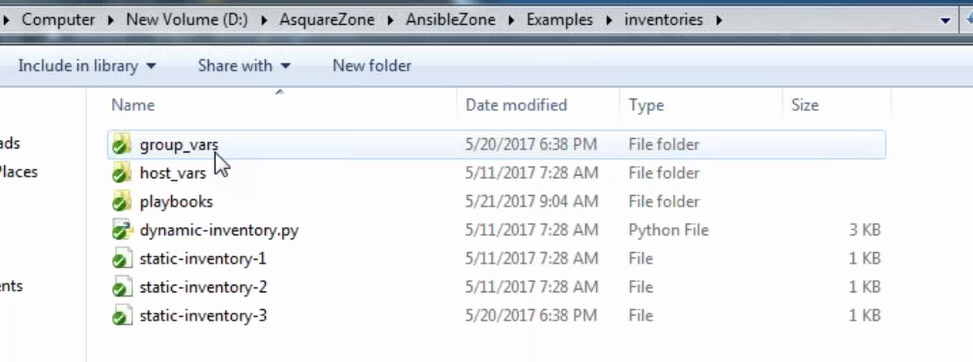 Computer New Volume (D:) AsquareZone AnsibleZone Examples inventories
Include in library Share with New folder
Name Date modified Type Size
group_vars 5/20/2017 6:38 PM File folder
ads
host_vars 5/11/2017 7:28 AM File folder
Places
playbooks 5/21/2017 9:04 AM File folder
dynamic-inventory.py 5/11/2017 7:28 AM Python File 3 KB
static-inventory-1 5/11/2017 7:28 AM File 1 KB
static-inventory-2 5/11/2017 7:28 AM File 1 KB
ents
static-inventory-3 5/20/2017 6:38 PM File 1 KB